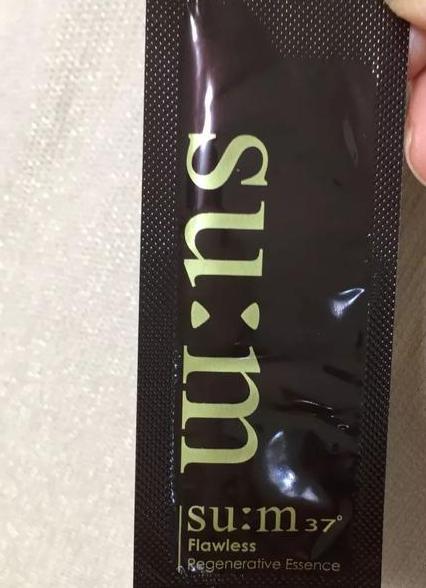 su:m
su:m37°
Flawless
Regenerative Essence